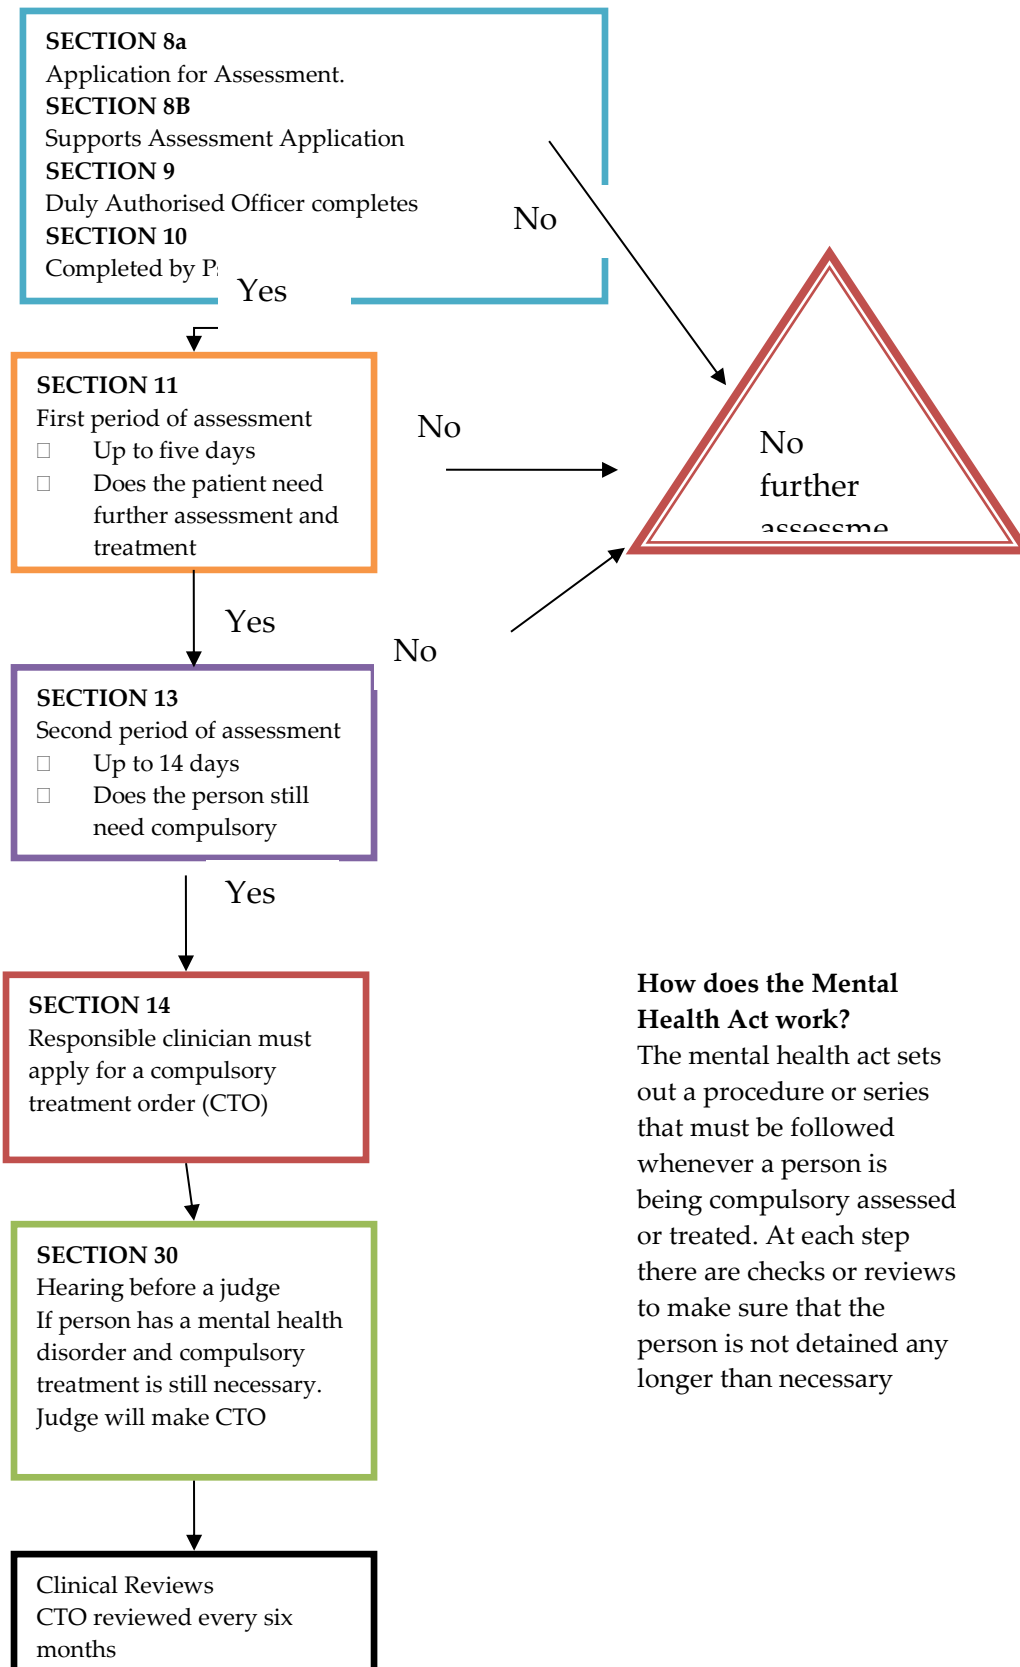 SECTION 8a
Application for Assessment.
SECTION 8B
Supports Assessment Application
SECTION 9
Duly Authorised Officer completes
SECTION 10
Completed by
No
Yes
SECTION 11
First period of assessment
Up to five days
Does the patient need
further assessment and
treatment
No
No
further
Yes
No
SECTION 13
Second period of assessment
Up to 14 days
Does the person still
need compulsory
Yes
SECTION 14
Responsible clinician must
apply for a compulsory
treatment order (CTO)
How does the Mental
Health Act work?
The mental health act sets
out a procedure or series
that must be followed
whenever a person is
being compulsory assessed
or treated. At each step
there are checks or reviews
to make sure that the
person is not detained any
longer than necessary
SECTION 30
Hearing before a judge
If person has a mental health
disorder and compulsory
treatment is still necessary.
Judge will make CTO
Clinical Reviews
CTO reviewed every six
months